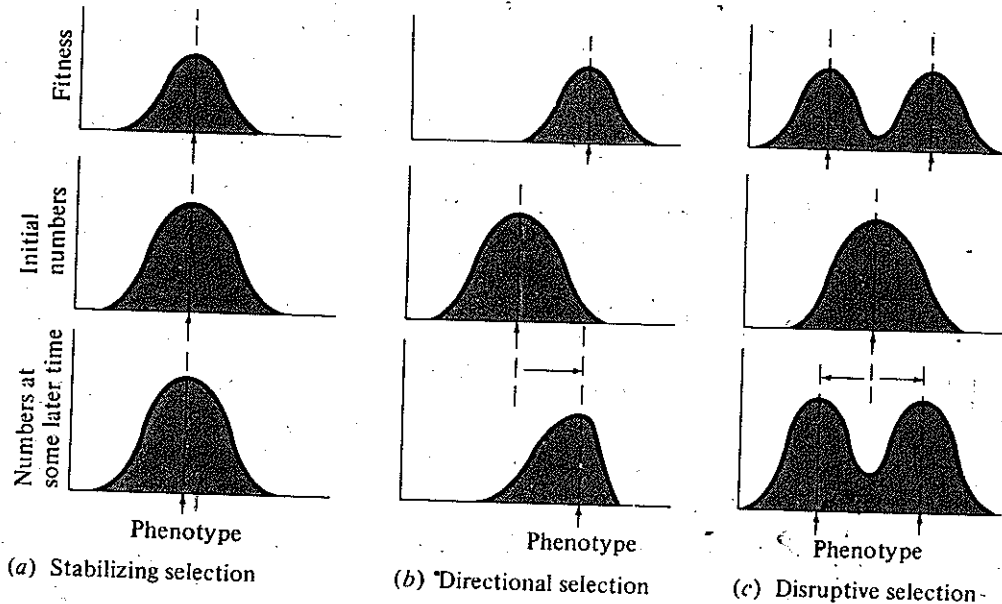 Fitness
Initial
numbers
Numbers at
some later time
Phenotype
Phenotype
Phenotype
(a) Stabilizing selection
(b) Directional selection
(c) Disruptive selection